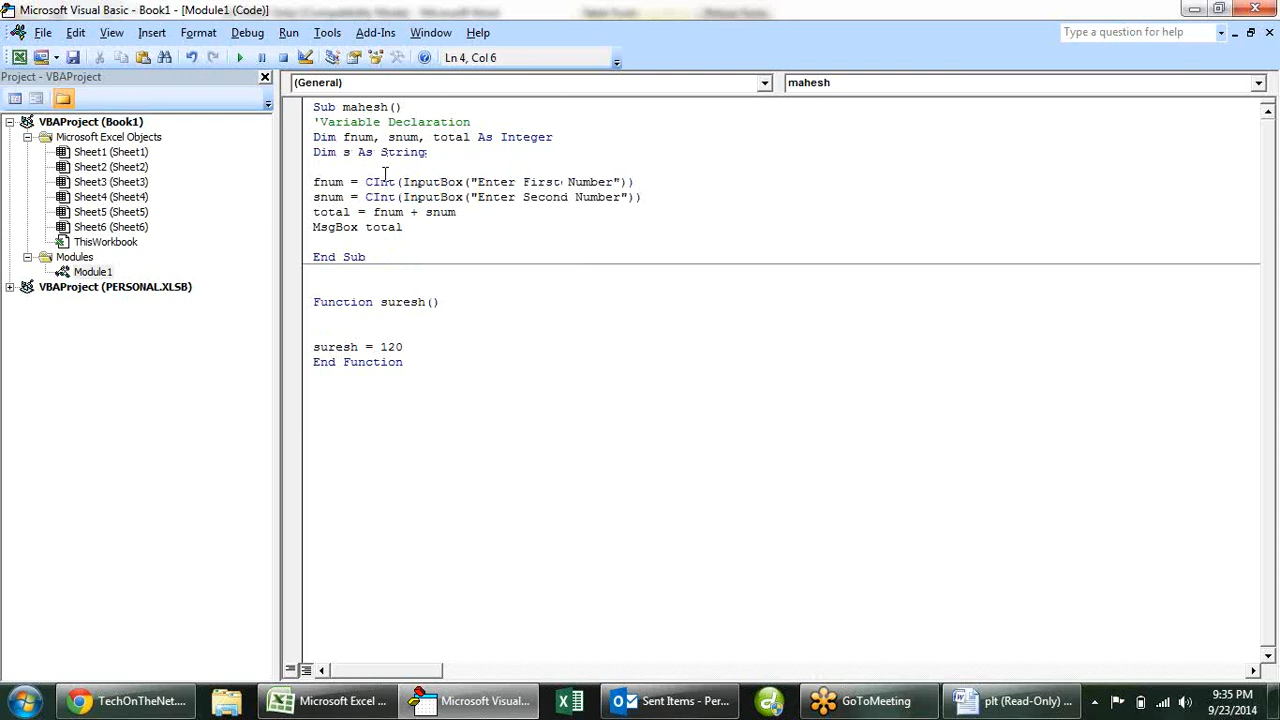 Microsoft Visual Basic - Book1 - [Module1 (Code)]
File Edit View Insert Format Debug Run Tools Add-Ins Window Help
Type a question for help
Ln 4, Col 6
Project - VBAProject
(General)
mahesh
VBAProject (Book1)
Microsoft Excel Objects
Sheet1 (Sheet1)
Sheet2 (Sheet2)
Sheet3 (Sheet3)
Sheet4 (Sheet4)
Sheet5 (Sheet5)
Sheet6 (Sheet6)
ThisWorkbook
Modules
Module1
VBAProject (PERSONAL.XLSB)
Sub mahesh()
'Variable Declaration
Dim fnum, snum, total As Integer
Dim s As String
fnum = CInt(InputBox("Enter First Number"))
snum = CInt(InputBox("Enter Second Number"))
total = fnum + snum
MsgBox total
End Sub
Function suresh()
suresh = 120
End Function
TechOnTheNet...
Microsoft Excel ...
Microsoft Visual...
Sent Items - Per...
GoToMeeting
plt (Read-Only) ...
9:35 PM
9/23/2014